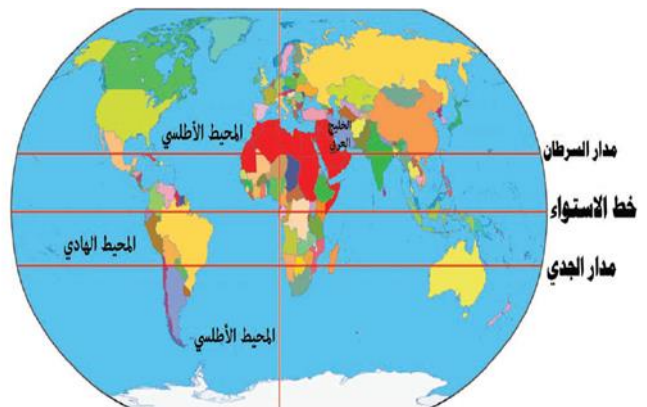 المحيط الأطلسي
الخليج
العربي
مدار السرطان
خط الاستواء
المحيط الهادي
مدار الجدي
المحيط الأطلسي